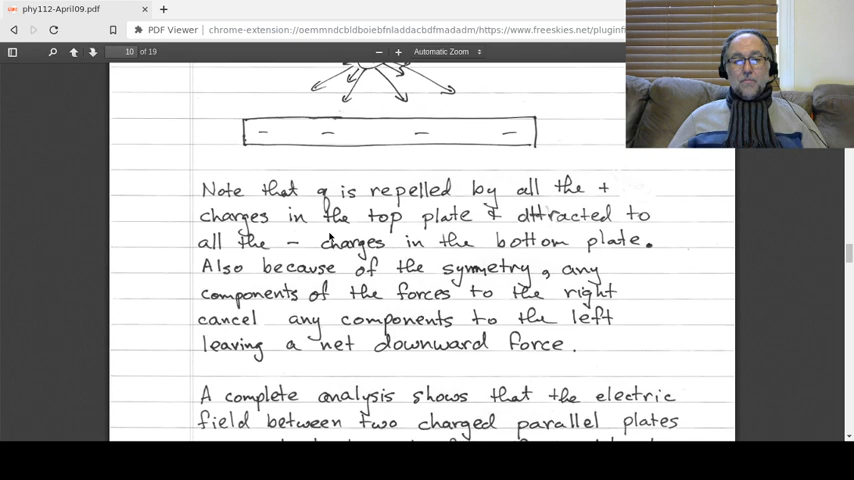 phy112-April09.pdf
PDF Viewer | chrome-extension://oemmndcbldboiebfnladdacbdfmadadm/https://www.freeskies.net/pluginfi
10 of 19
Automatic Zoom
Note that q is repelled by all the +
charges in the top plate & attracted to
all the - charges in the bottom plate.
Also because of the symmetry, any
components of the forces to the right
cancel any components to the left
leaving a net downward force.
A complete analysis shows that the electric
field between two charged parallel plates